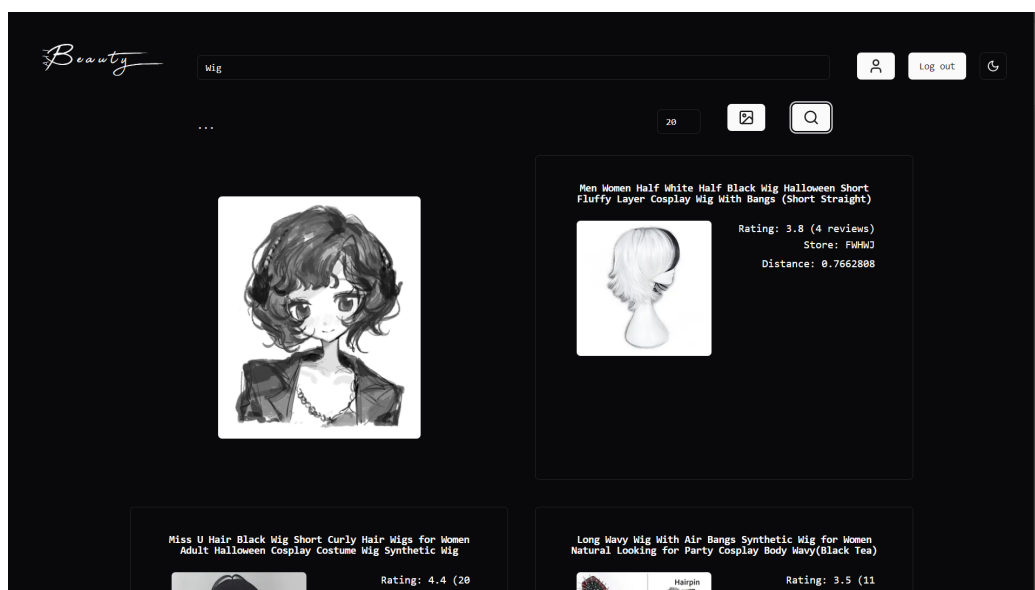 Beauty
Wig
Log out
...
20
Men Women Half White Half Black Wig Halloween Short
Fluffy Layer Cosplay Wig With Bangs (Short Straight)
Rating: 3.8 (4 reviews)
Store: FWHWJ
Distance: 0.7662808
Miss U Hair Black Wig Short Curly Hair Wigs for Women
Adult Halloween Cosplay Costume Wig Synthetic Wig
Rating: 4.4 (20
Long Wavy Wig With Air Bangs Synthetic Wig for Women
Natural Looking for Party Cosplay Body Wavy(Black Tea)
Hairpin
Rating: 3.5 (11